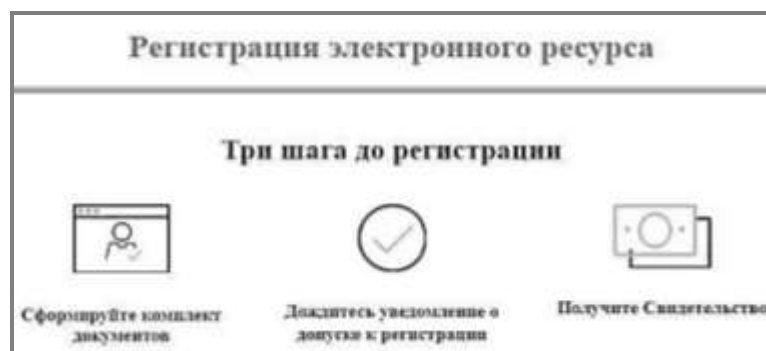 Регистрация электронного ресурса
Три шага до регистрации
Сформируйте комплект
документов
Дождитесь уведомление о
допуске к регистрации
Получите Свидетельство